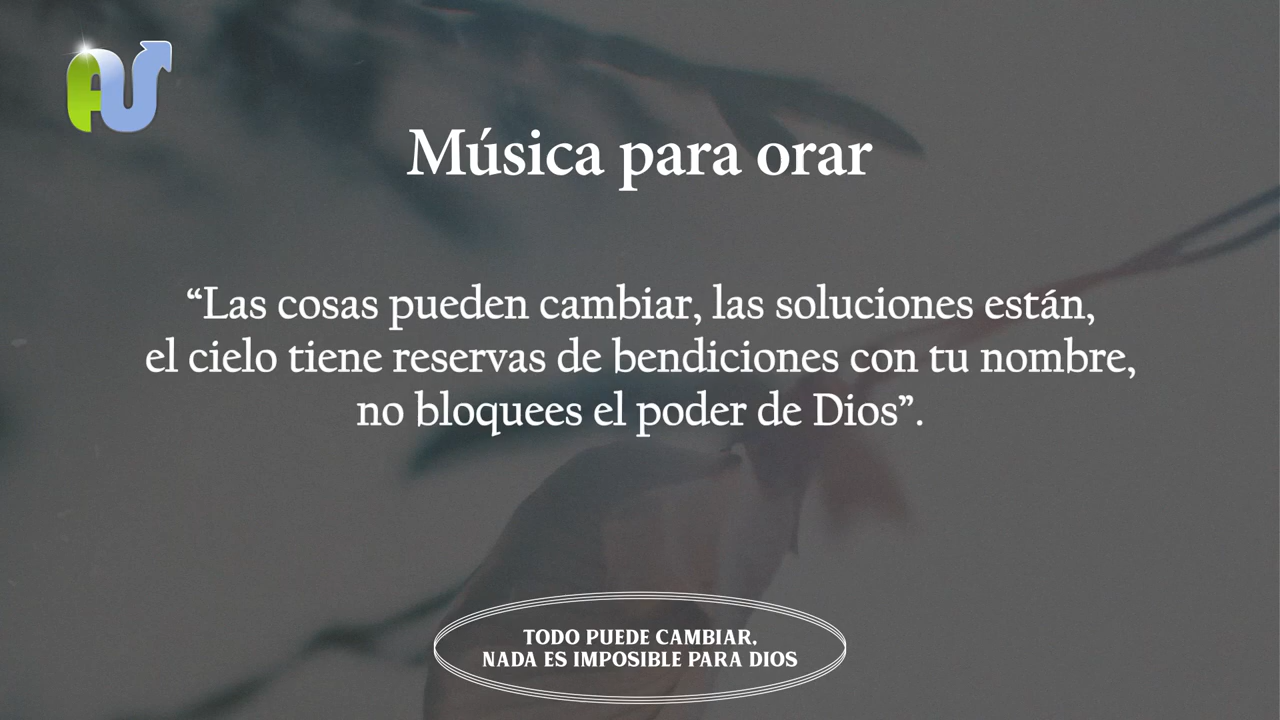 AU
Música para orar
“Las cosas pueden cambiar, las soluciones están,
el cielo tiene reservas de bendiciones con tu nombre,
no bloquees el poder de Dios”.
TODO PUEDE CAMBIAR,
NADA ES IMPOSIBLE PARA DIOS